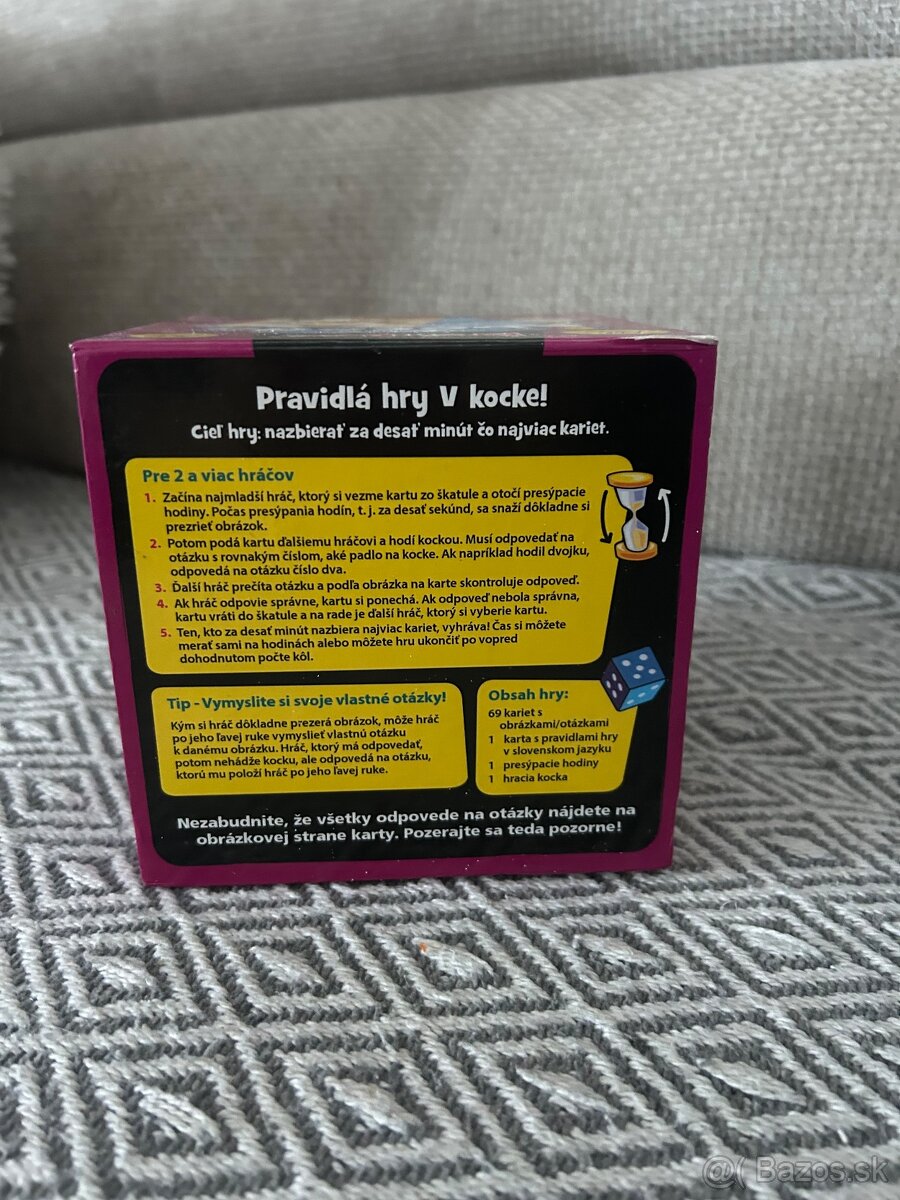 Pravidlá hry V kocke!
Cieľ hry: nazbierať za desať minút čo najviac kariet.
Pre 2 a viac hráčov
1. Začína najmladší hráč, ktorý si vezme kartu zo škatule a otočí presýpacie
hodiny. Počas presýpania hodín, t. j. za desať sekúnd, sa snaží dôkladne si
prezrieť obrázok.
2. Potom podá kartu ďalšiemu hráčovi a hodí kockou. Musí odpovedať na
otázku s rovnakým číslom, aké padlo na kocke. Ak napríklad hodil dvojku,
odpovedá na otázku číslo dva.
3. Ďalší hráč prečíta otázku a podľa obrázka na karte skontroluje odpoveď.
4. Ak hráč odpovie správne, kartu si ponechá. Ak odpoveď nebola správna,
kartu vráti do škatule a na rade je ďalší hráč, ktorý si vyberie kartu.
5. Ten, kto za desať minút nazbiera najviac kariet, vyhráva! Čas si môžete
merať sami na hodinách alebo môžete hru ukončiť po vopred
dohodnutom počte kôl.
Tip - Vymyslite si svoje vlastné otázky!
Kým si hráč dôkladne prezerá obrázok, môže hráč
po jeho ľavej ruke vymyslieť vlastnú otázku
k danému obrázku. Hráč, ktorý má odpovedať,
potom nehádže kocku, ale odpovedá na otázku,
ktorú mu položí hráč po jeho ľavej ruke.
Obsah hry:
69 kariet s
obrázkami/otázkami
1 karta s pravidlami hry
v slovenskom jazyku
1 presýpacie hodiny
1 hracia kocka
Nezabudnite, že všetky odpovede na otázky nájdete na
obrázkovej strane karty. Pozerajte sa teda pozorne!
@( Bazos.sk